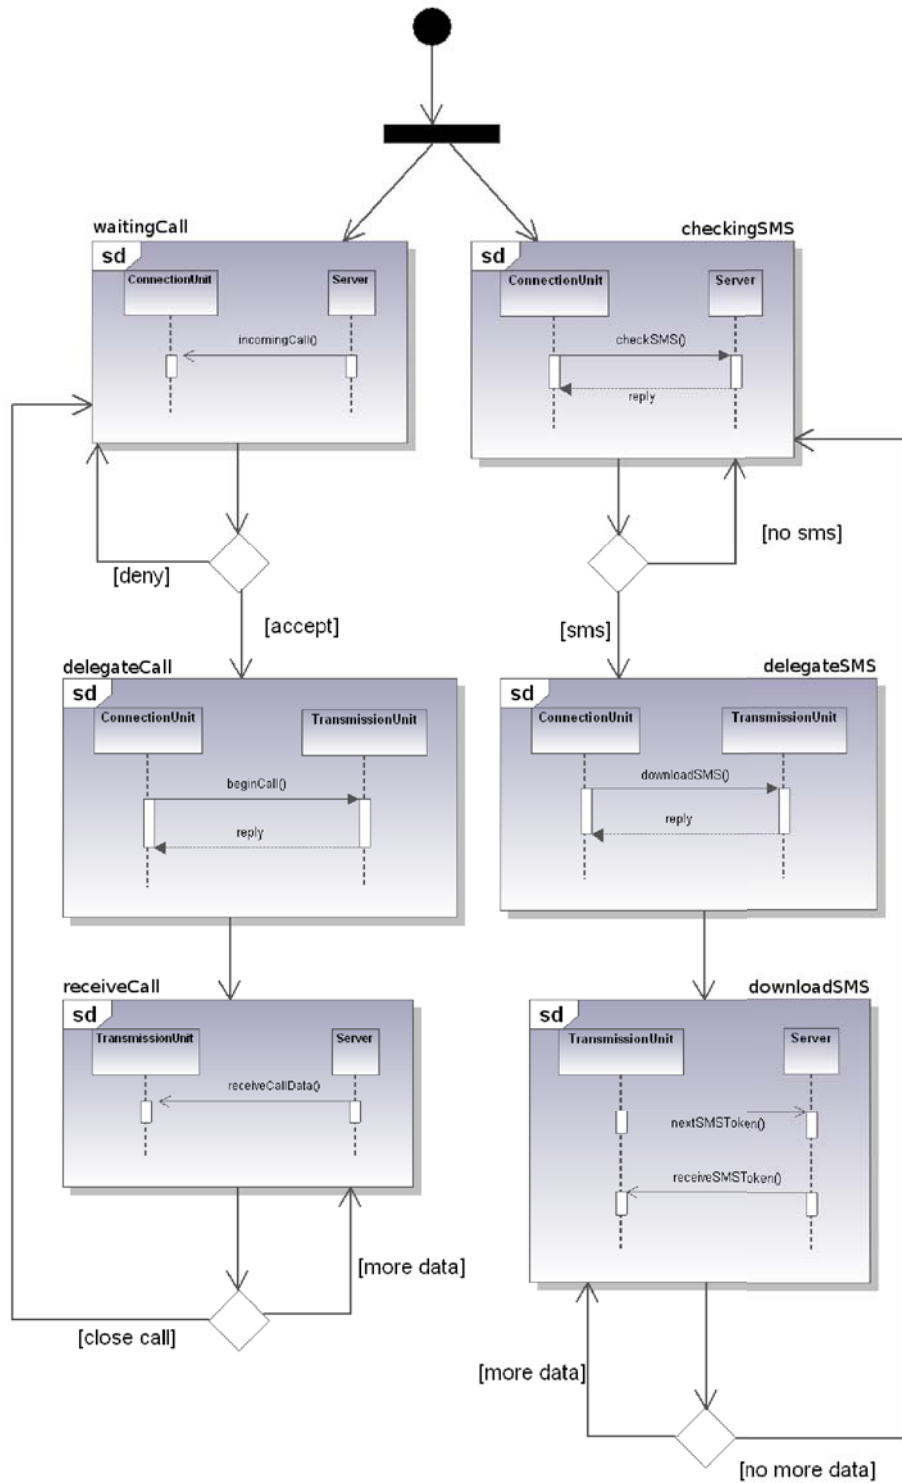 waitingCall
sd
ConnectionUnit
Server
incomingCall()
checkingSMS
sd
ConnectionUnit
Server
checkSMS()
reply
[deny]
[accept]
[no sms]
[sms]
delegateCall
sd
ConnectionUnit
TransmissionUnit
beginCall()
reply
delegateSMS
sd
ConnectionUnit
TransmissionUnit
downloadSMS()
reply
receiveCall
sd
TransmissionUnit
Server
receiveCallData()
downloadSMS
sd
TransmissionUnit
Server
nextSMSToken()
receiveSMSToken()
[more data]
[close call]
[more data]
[no more data]